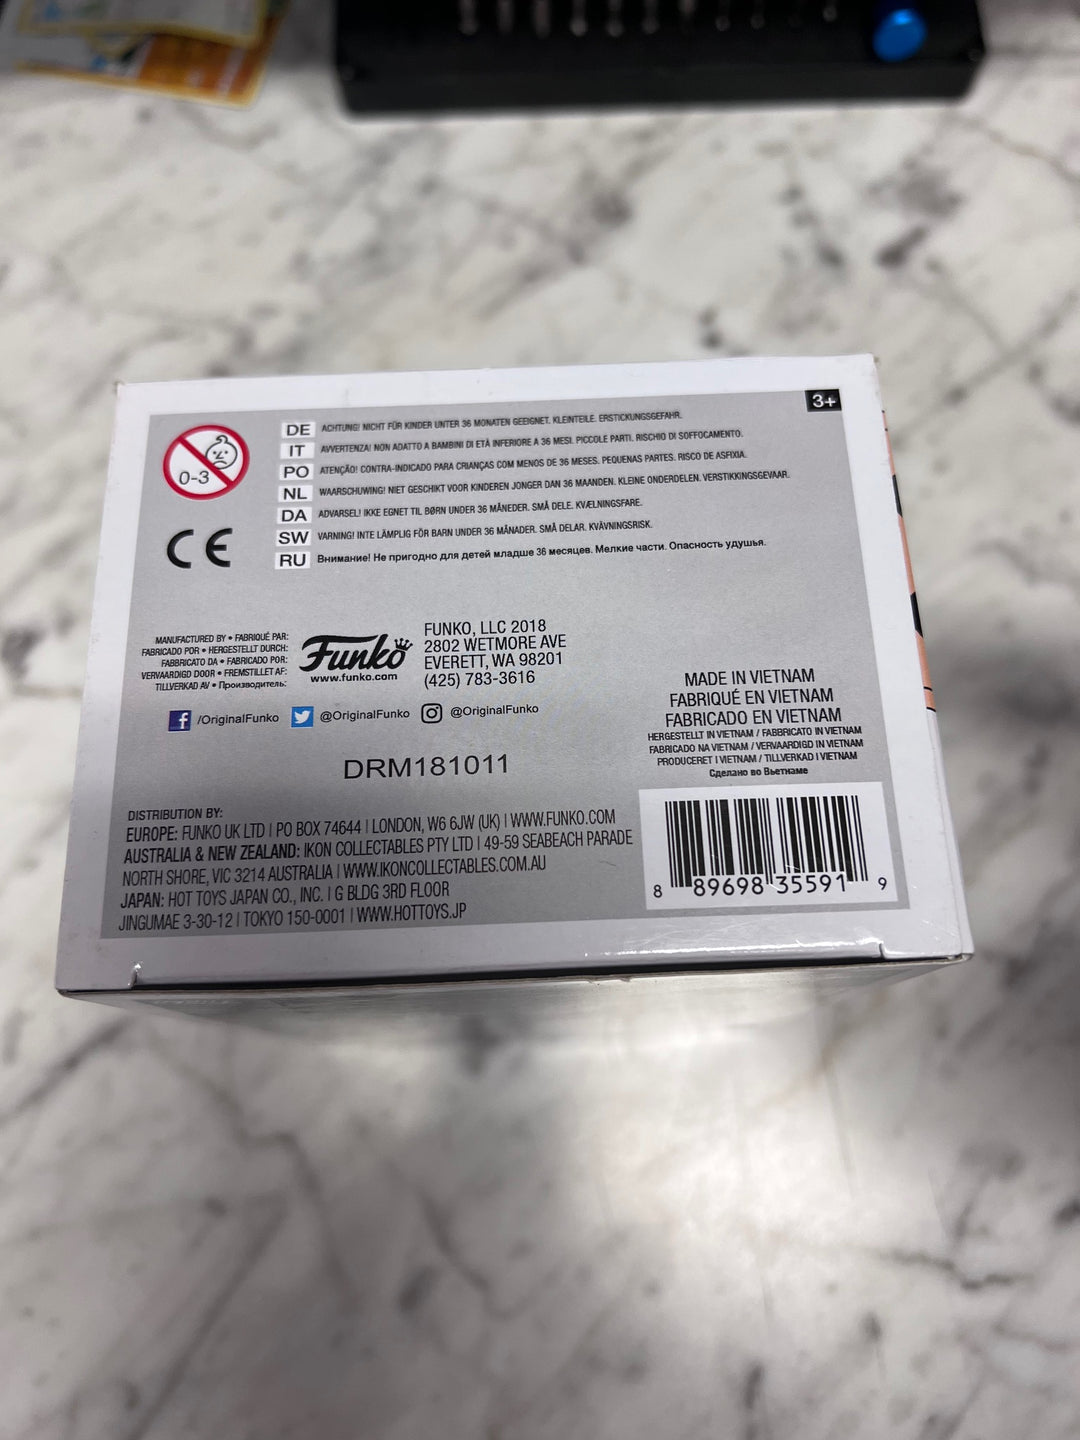 3+
0-3
DE ACHTUNG! NICHT FÜR KINDER UNTER 36 MONATEN GEEIGNET. KLEINTEILE. ERSTICKUNGSGEFAHR.
IT AVVERTENZA! NON ADATTO A BAMBINI DI ETÀ INFERIORE A 36 MESI. PICCOLE PARTI. RISCHIO DI SOFFOCAMENTO.
PO ATENÇÃO! CONTRA-INDICADO PARA CRIANÇAS COM MENOS DE 36 MESES. PEQUENAS PARTES. RISCO DE ASFIXIA.
NL WAARSCHUWING! NIET GESCHIKT VOOR KINDEREN JONGER DAN 36 MAANDEN. KLEINE ONDERDELEN. VERSTIKKINGSGEVAAR.
DA ADVARSEL! IKKE EGNET TIL BØRN UNDER 36 MÅNEDER. SMÅ DELE. KVÆLNINGSFARE.
SW VARNING! INTE LÄMPLIG FÖR BARN UNDER 36 MÅNADER. SMÅ DELAR. KVÄVNINGSRISK.
RU Внимание! Не пригодно для детей младше 36 месяцев. Мелкие части. Опасность удушья.
CE
MANUFACTURED BY • FABRIQUÉ PAR:
FABRICADO POR • HERGESTELLT DURCH:
FABBRICATO DA • FABRICADO POR:
VERVAARDIGD DOOR • FREMSTILLET AF:
TILLVERKAD AV • Производитель:
Funko
www.funko.com
FUNKO, LLC 2018
2802 WETMORE AVE
EVERETT, WA 98201
(425) 783-3616
/OriginalFunko @OriginalFunko @OriginalFunko
DRM181011
MADE IN VIETNAM
FABRIQUÉ EN VIETNAM
FABRICADO EN VIETNAM
HERGESTELLT IN VIETNAM / FABBRICATO IN VIETNAM
FABRICADO NA VIETNAM / VERVAARDIGD IN VIETNAM
PRODUCERET I VIETNAM / TILLVERKAD I VIETNAM
Сделано во Вьетнаме
DISTRIBUTION BY:
EUROPE: FUNKO UK LTD | PO BOX 74644 | LONDON, W6 6JW (UK) | WWW.FUNKO.COM
AUSTRALIA & NEW ZEALAND: IKON COLLECTABLES PTY LTD | 49-59 SEABEACH PARADE
NORTH SHORE, VIC 3214 AUSTRALIA | WWW.IKONCOLLECTABLES.COM.AU
JAPAN: HOT TOYS JAPAN CO., INC. | G BLDG 3RD FLOOR
JINGUMAE 3-30-12 | TOKYO 150-0001 | WWW.HOTTOYS.JP
8 89698 35591 9